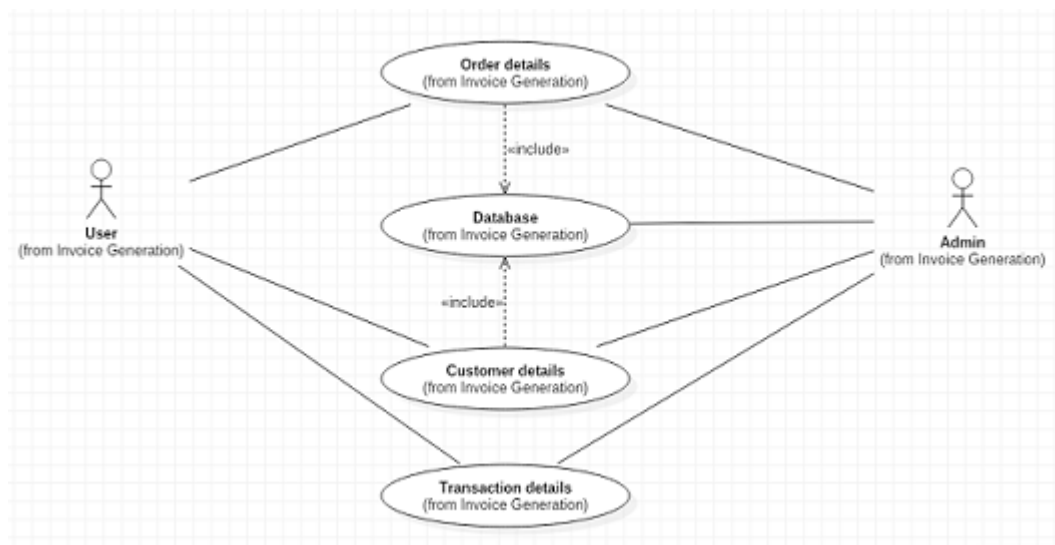 Order details
(from Invoice Generation)
«include»
Database
(from Invoice Generation)
User
(from Invoice Generation)
Admin
(from Invoice Generation)
«include»
Customer details
(from Invoice Generation)
Transaction details
(from Invoice Generation)